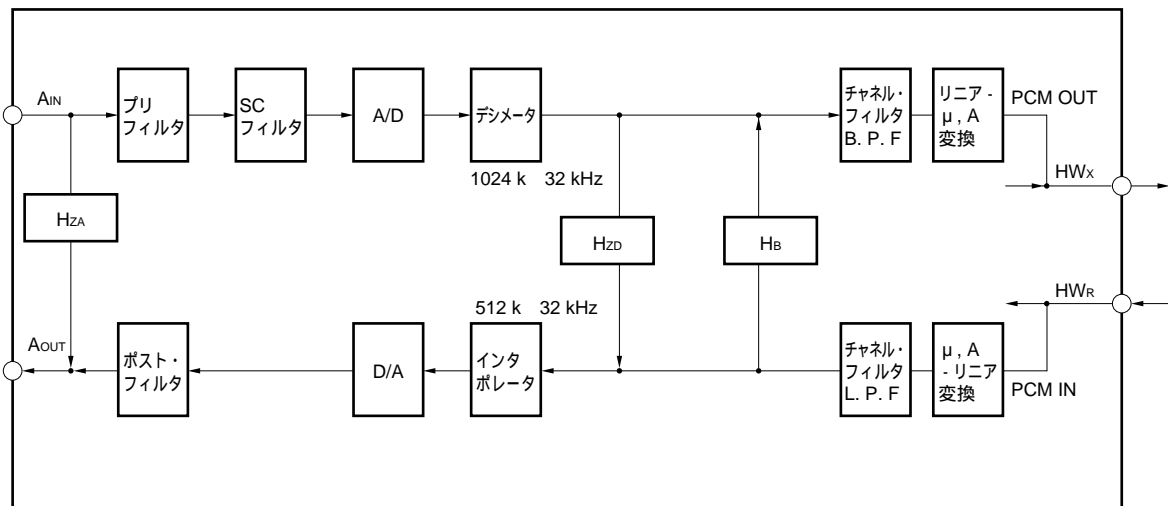 AIN
プリ
フィルタ
SC
フィルタ
A/D
デシメータ
チャネル・
フィルタ
B. P. F
リニア -
μ , A
変換
PCM OUT
1024 k 32 kHz
HWX
HZA
HZD
HB
HWR
512 k 32 kHz
AOUT
ポスト・
フィルタ
D/A
インタ
ポレータ
チャネル・
フィルタ
L. P. F
μ , A
- リニア
変換
PCM IN